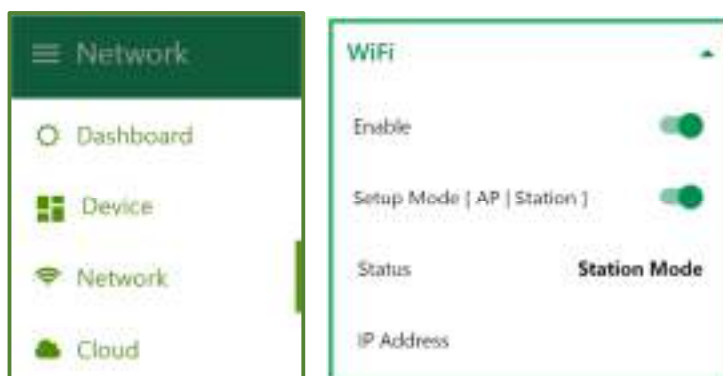 Network
Dashboard
Device
Network
Cloud
WiFi
Enable
Setup Mode [ AP | Station ]
Status Station Mode
IP Address